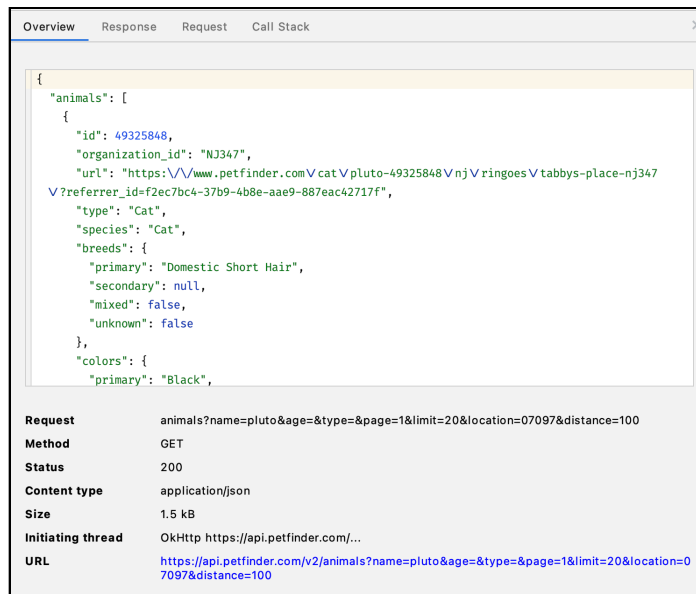 Overview Response Request Call Stack
{
"animals": [
{
"id": 49325848,
"organization_id": "NJ347",
"url": "https:\/\/www.petfinder.com\/cat\/pluto-49325848\/nj\/ringoes\/tabbys-place-nj347
\/?referrer_id=f2ec7bc4-37b9-4b8e-aae9-887eac42717f",
"type": "Cat",
"species": "Cat",
"breeds": {
"primary": "Domestic Short Hair",
"secondary": null,
"mixed": false,
"unknown": false
},
"colors": {
"primary": "Black",
Request animals?name=pluto&age=&type=&page=1&limit=20&location=07097&distance=100
Method GET
Status 200
Content type application/json
Size 1.5 kB
Initiating thread OkHttp https://api.petfinder.com/...
URL https://api.petfinder.com/v2/animals?name=pluto&age=&type=&page=1&limit=20&location=0
7097&distance=100